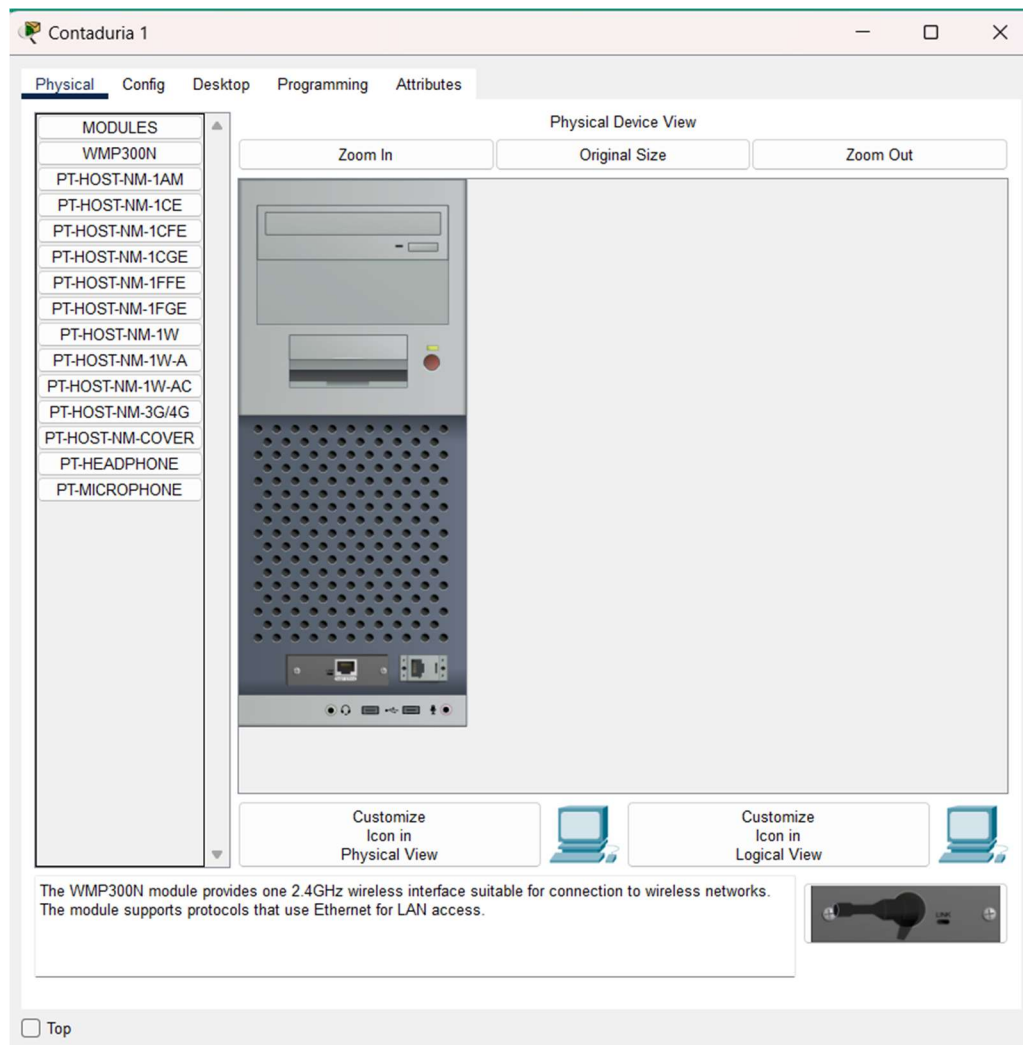 Contaduria 1
Physical Config Desktop Programming Attributes
MODULES
WMP300N
PT-HOST-NM-1AM
PT-HOST-NM-1CE
PT-HOST-NM-1CFE
PT-HOST-NM-1CGE
PT-HOST-NM-1FFE
PT-HOST-NM-1FGE
PT-HOST-NM-1W
PT-HOST-NM-1W-A
PT-HOST-NM-1W-AC
PT-HOST-NM-3G/4G
PT-HOST-NM-COVER
PT-HEADPHONE
PT-MICROPHONE
Physical Device View
Zoom In Original Size Zoom Out
Customize
Icon in
Physical View
Customize
Icon in
Logical View
The WMP300N module provides one 2.4GHz wireless interface suitable for connection to wireless networks.
The module supports protocols that use Ethernet for LAN access.
LINK
Top